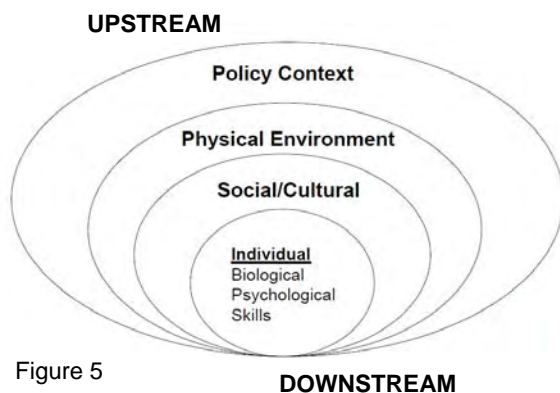 UPSTREAM
Policy Context
Physical Environment
Social/Cultural
Individual
Biological
Psychological
Skills
Figure 5
DOWNSTREAM